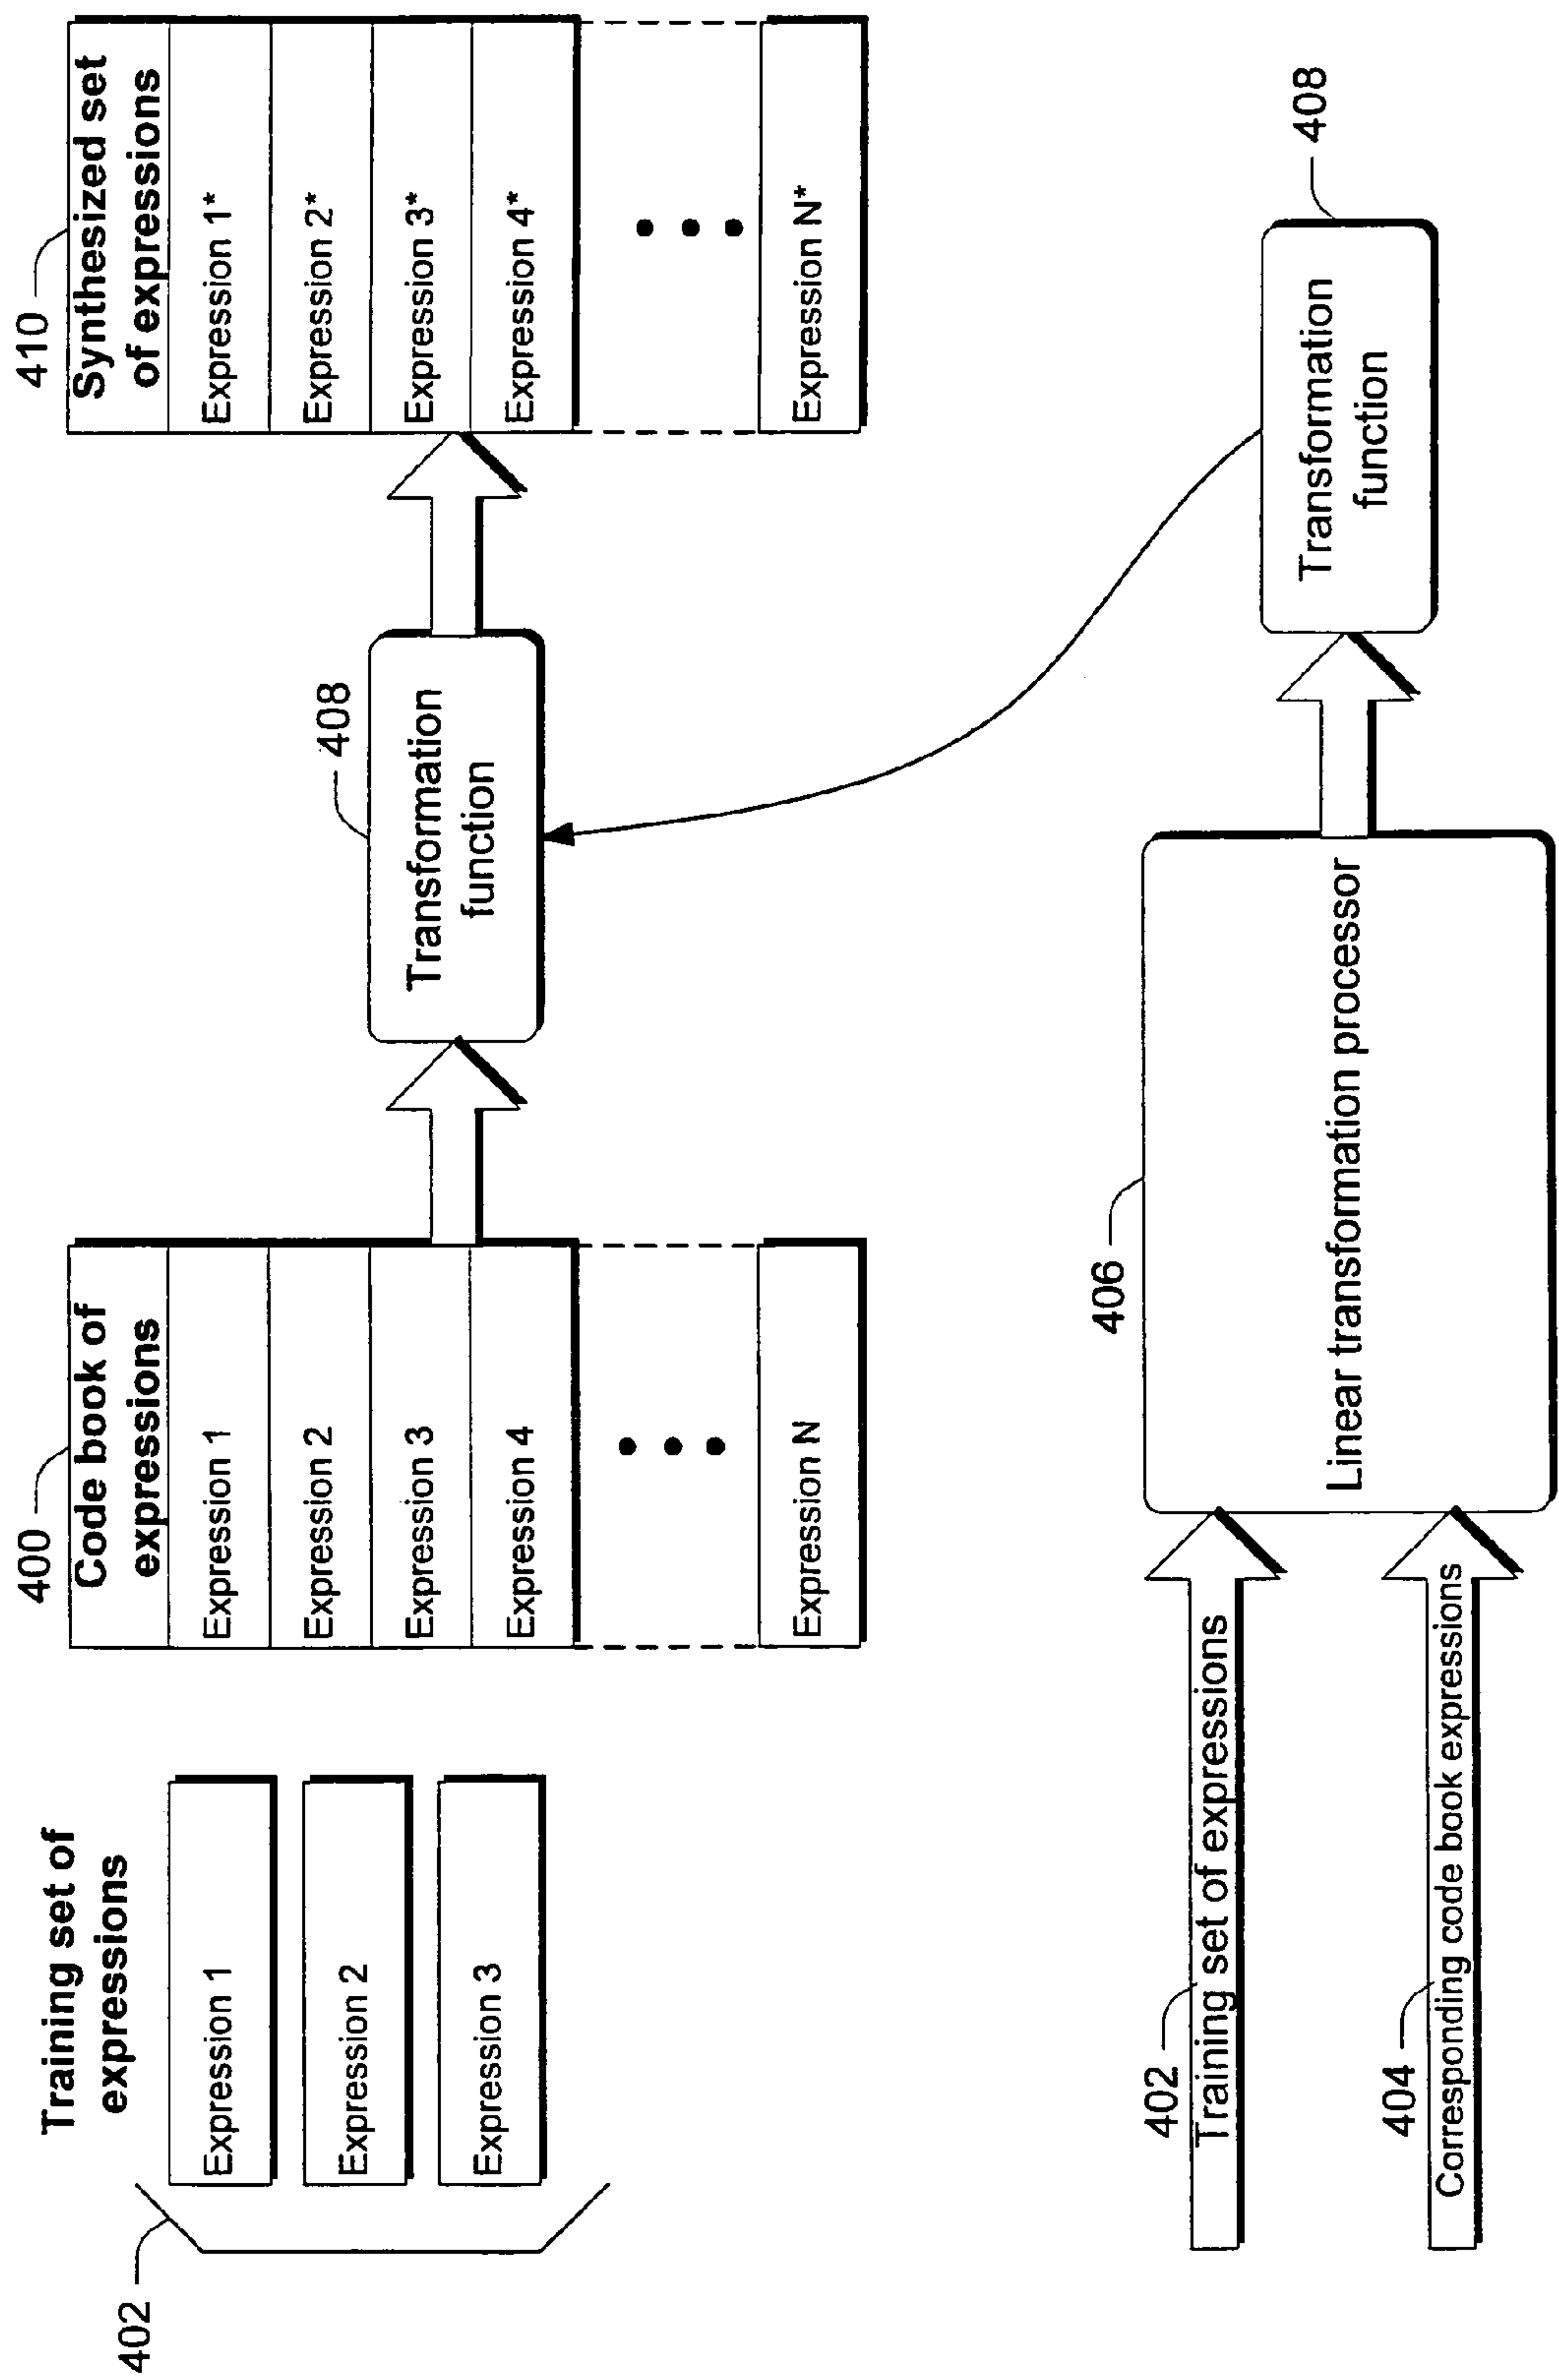 Training set of
expressions
402
Expression 1
Expression 2
Expression 3
400
Code book of
expressions
Expression 1
Expression 2
Expression 3
Expression 4
Expression N
408
Transformation
function
410
Synthesized set
of expressions
Expression 1*
Expression 2*
Expression 3*
Expression 4*
Expression N*
402
Training set of expressions
404
Corresponding code book expressions
406
Linear transformation processor
Transformation
function
408